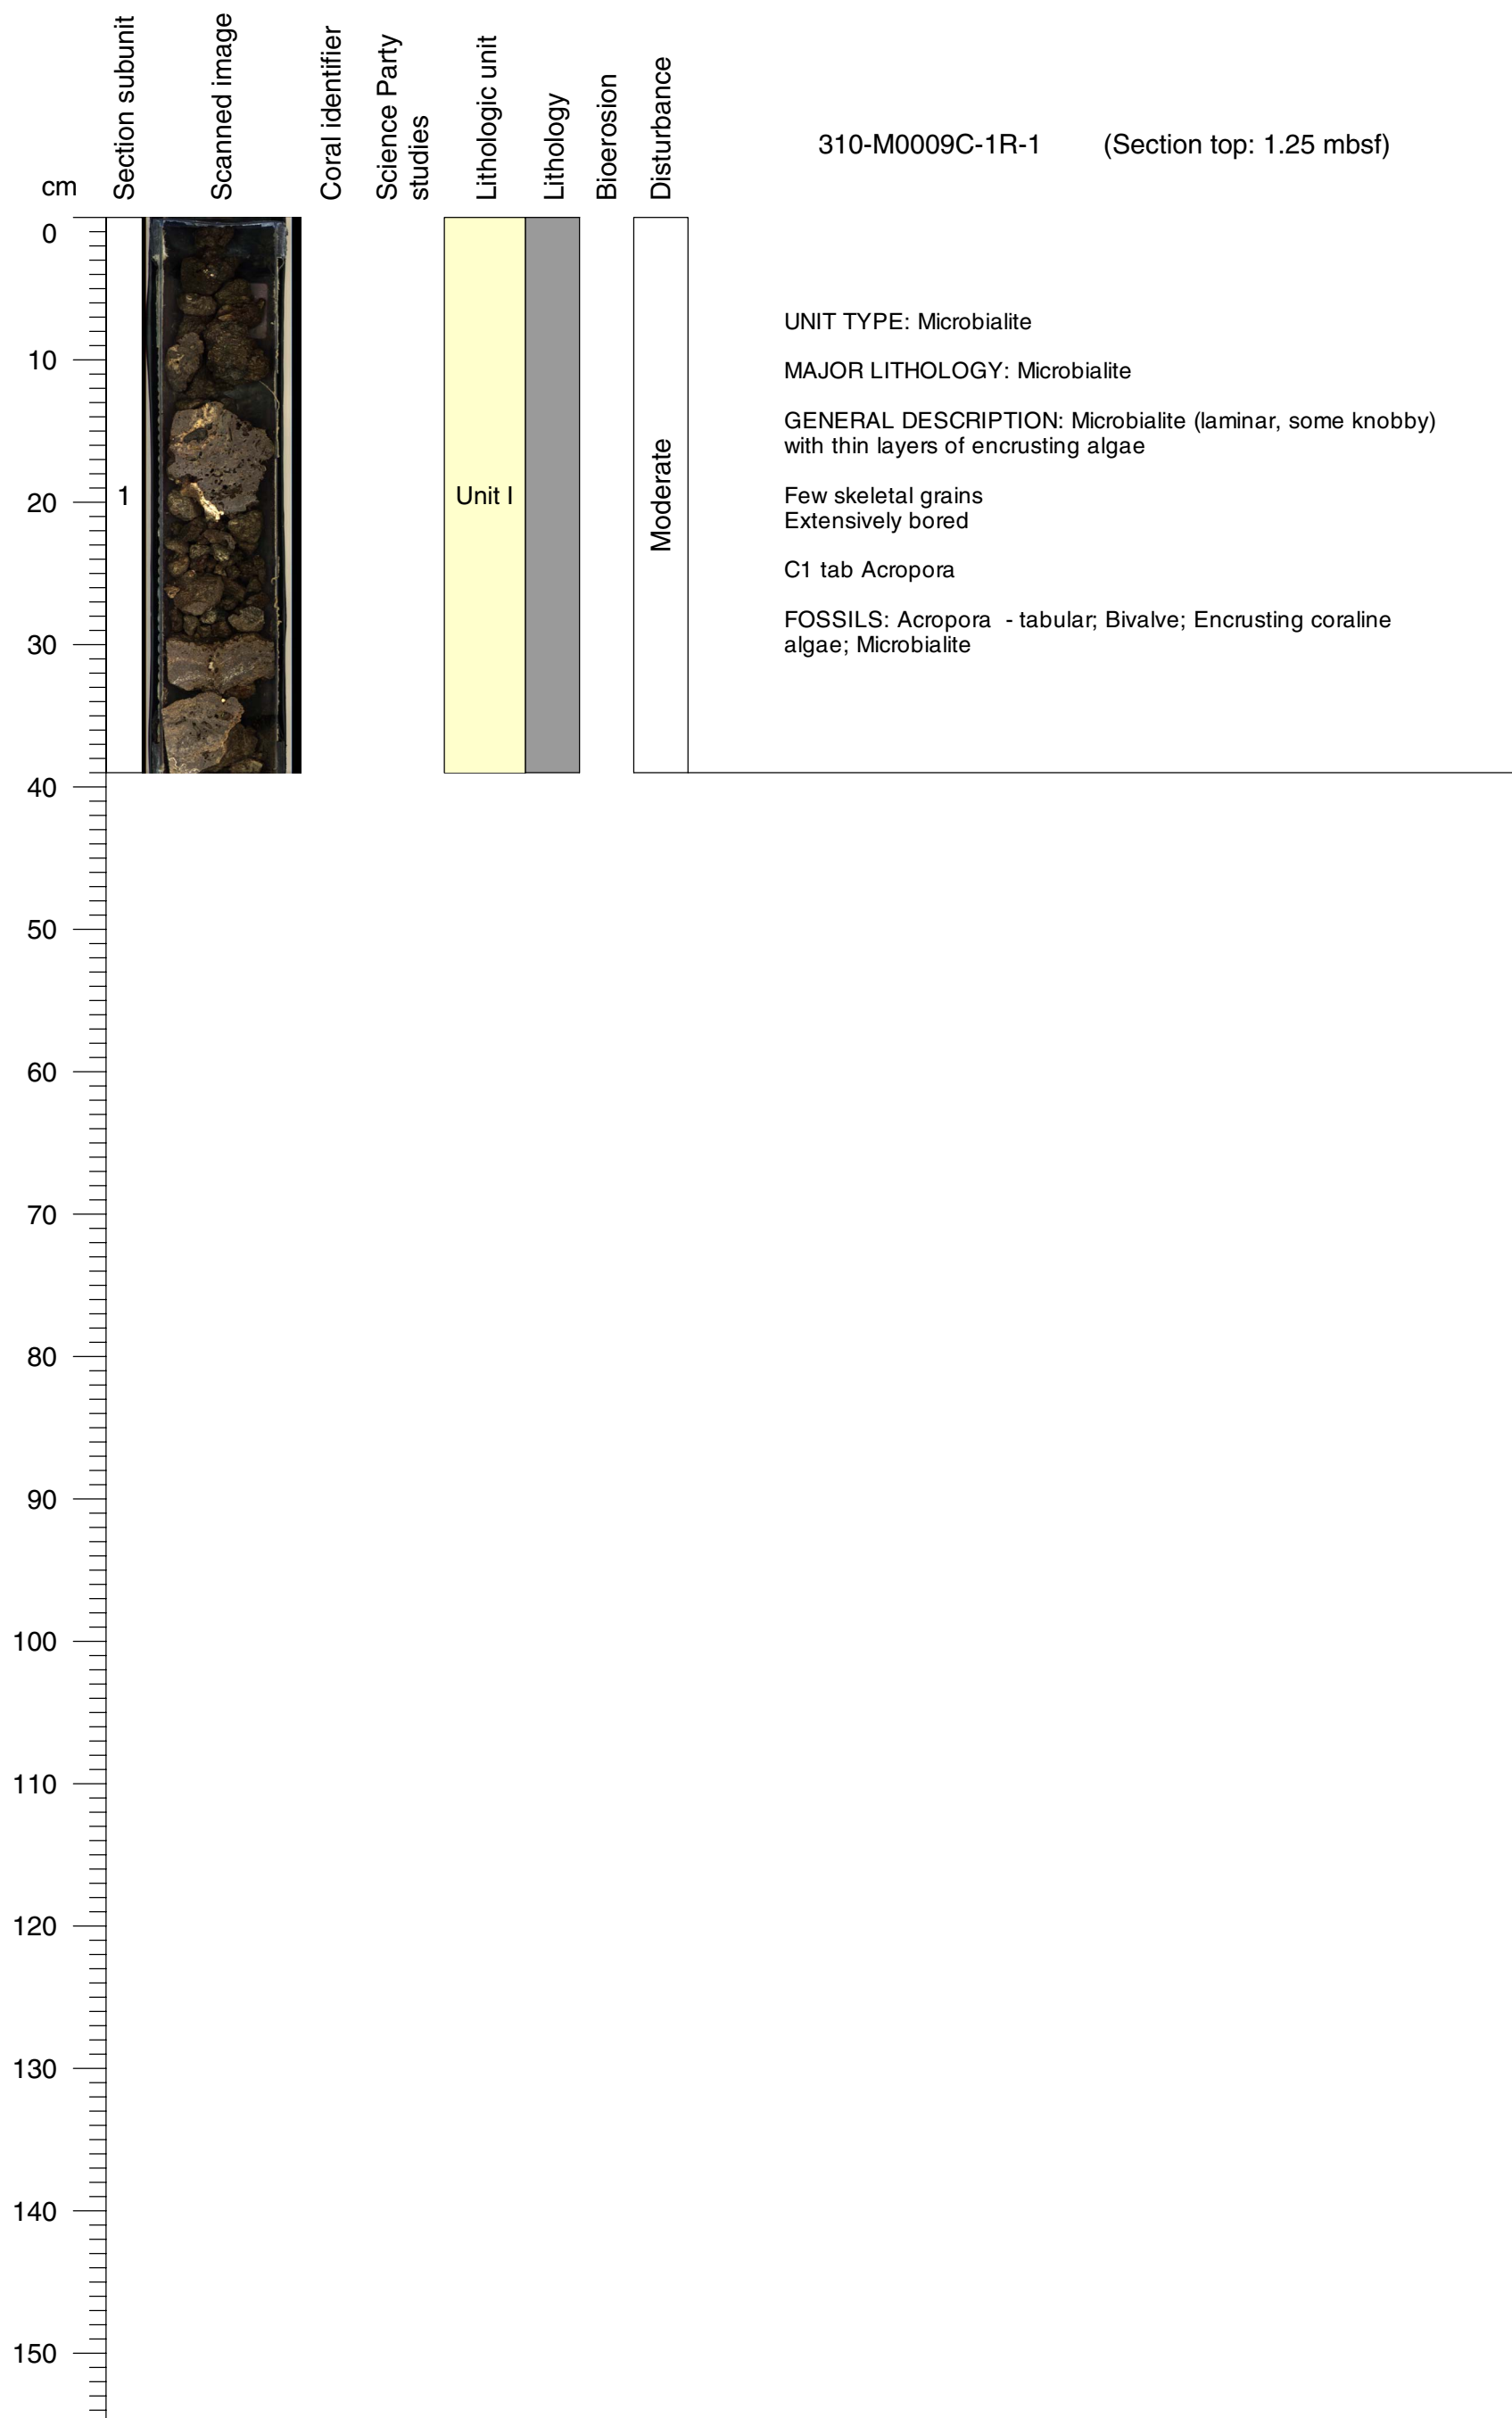 cm
Section subunit
Scanned image
Coral identifier
Science Party
studies
Lithologic unit
Lithology
Bioerosion
Disturbance
310-M0009C-1R-1 (Section top: 1.25 mbsf)
0
10
20
30
40
50
60
70
80
90
100
110
120
130
140
150
1
Unit I
Moderate
UNIT TYPE: Microbialite
MAJOR LITHOLOGY: Microbialite
GENERAL DESCRIPTION: Microbialite (laminar, some knobby)
with thin layers of encrusting algae
Few skeletal grains
Extensively bored
C1 tab Acropora
FOSSILS: Acropora - tabular; Bivalve; Encrusting coraline
algae; Microbialite